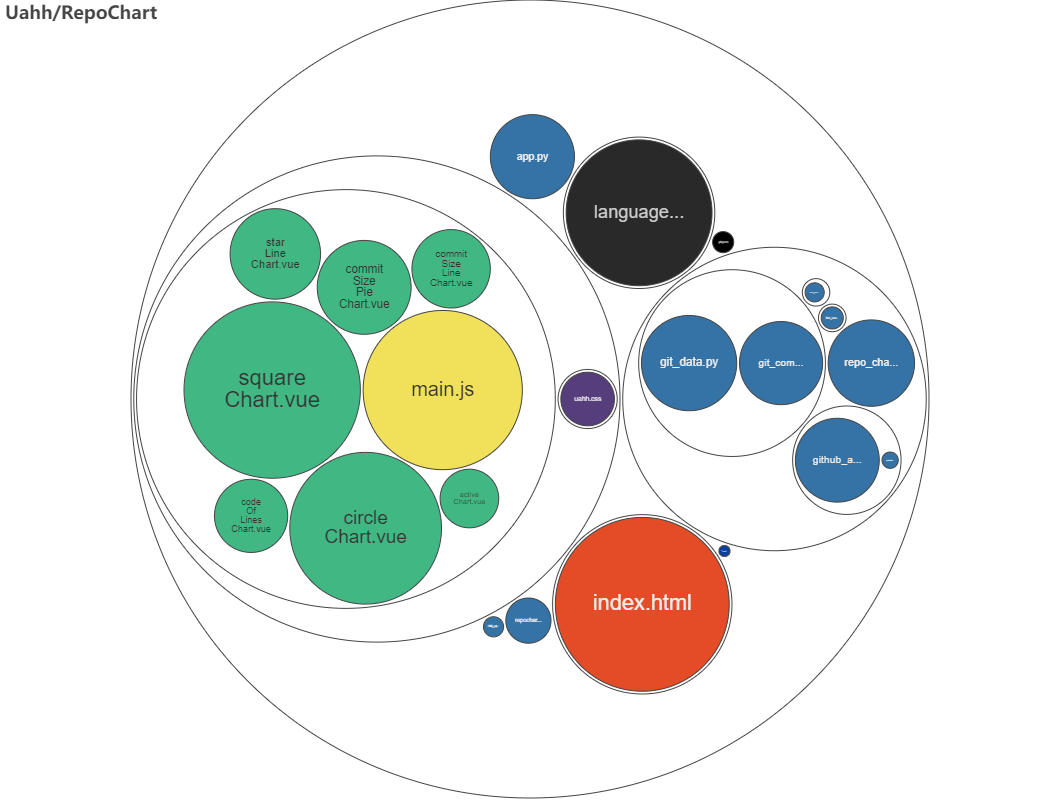 Uahh/RepoChart
app.py
language...
star
Line
Chart.vue
commit
Size
Pie
Chart.vue
commit
Size
Line
Chart.vue
square
Chart.vue
main.js
git_data.py
git_com...
repo_cha...
uahh.css
github_a...
code
Of
Lines
Chart.vue
circle
Chart.vue
active
Chart.vue
index.html
repochar...